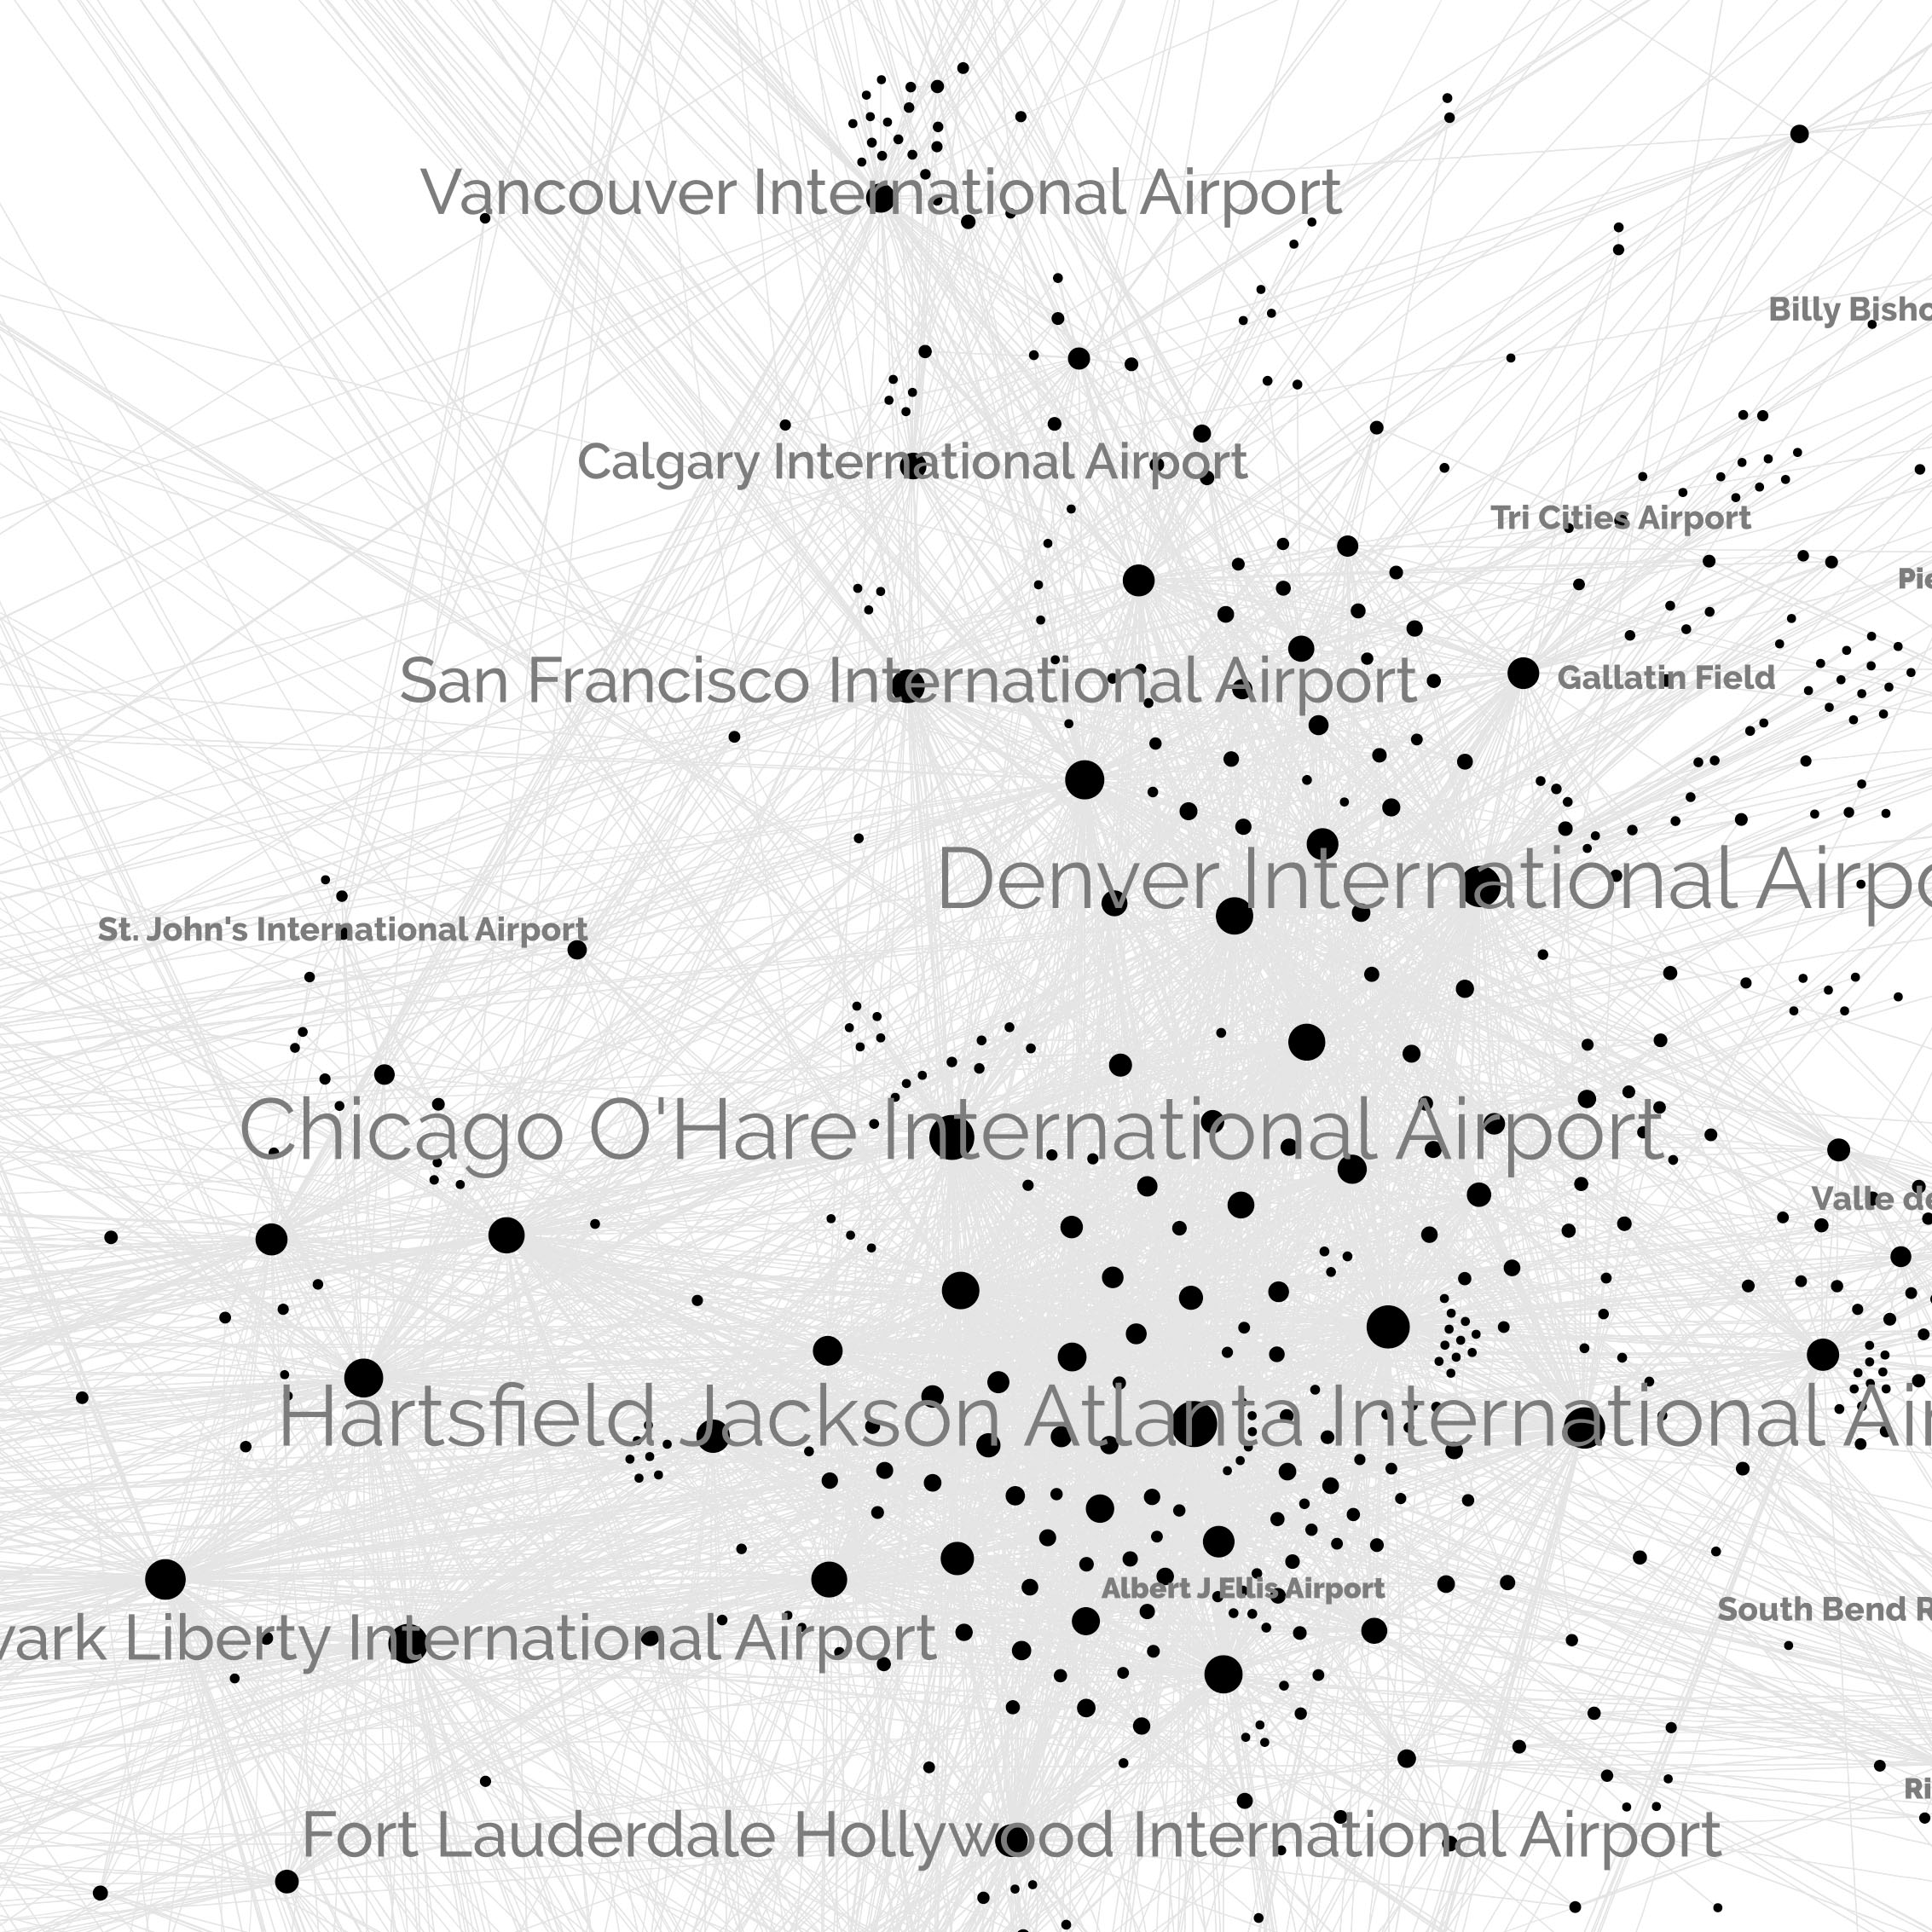 Vancouver International Airport
Billy Bisho
Calgary International Airport
Tri Cities Airport
Pie
San Francisco International Airport
Gallatin Field
Denver International Airpo
St. John's International Airport
Chicago O'Hare International Airport
Valle de
Hartsfield Jackson Atlanta International Air
Albert J Ellis Airport
South Bend R
vark Liberty International Airport
Ri
Fort Lauderdale Hollywood International Airport